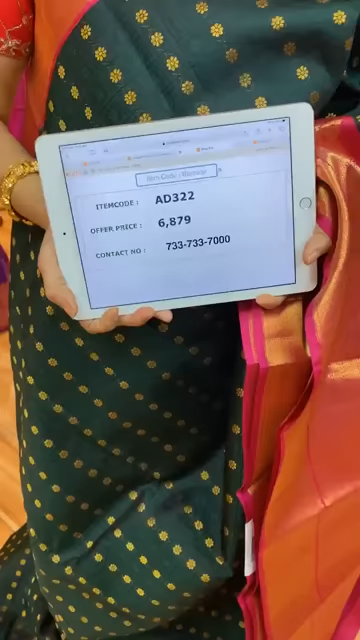 ITEMCODE : AD322
OFFER PRICE : 6,879
CONTACT NO : 733-733-7000